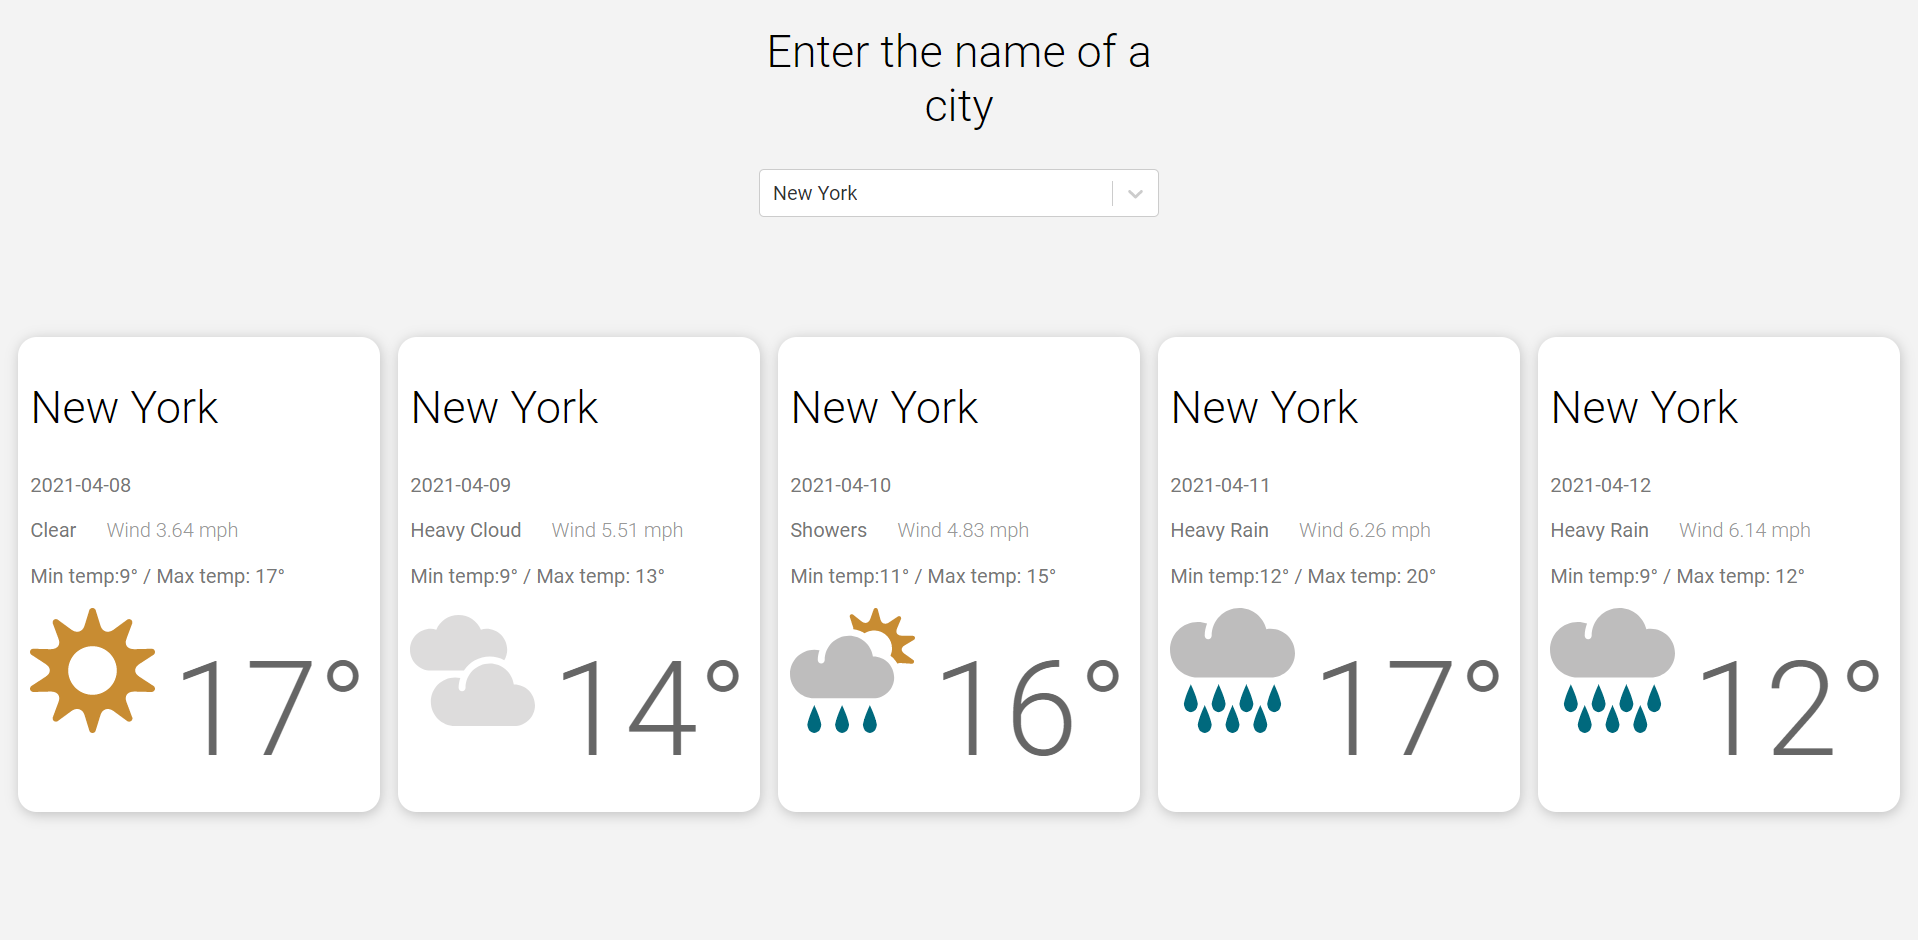 Enter the name of a
city
New York
New York
2021-04-08
Clear Wind 3.64 mph
Min temp:9° / Max temp: 17°
17°
New York
2021-04-09
Heavy Cloud Wind 5.51 mph
Min temp:9° / Max temp: 13°
14°
New York
2021-04-10
Showers Wind 4.83 mph
Min temp:11° / Max temp: 15°
16°
New York
2021-04-11
Heavy Rain Wind 6.26 mph
Min temp:12° / Max temp: 20°
17°
New York
2021-04-12
Heavy Rain Wind 6.14 mph
Min temp:9° / Max temp: 12°
12°